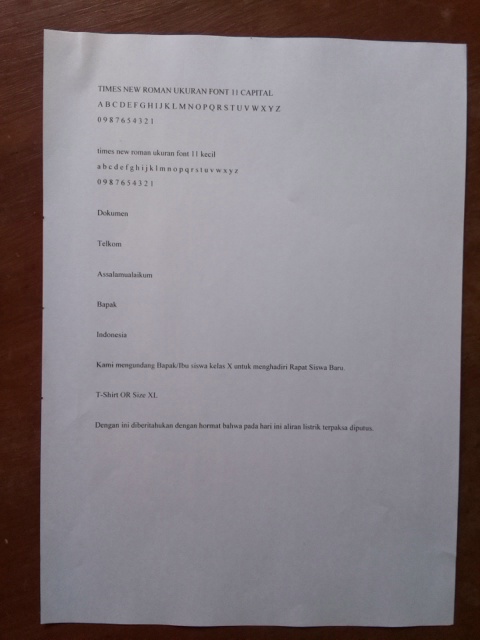 TIMES NEW ROMAN UKURAN FONT 11 CAPITAL
A B C D E F G H I J K L M N O P Q R S T U V W X Y Z
0 9 8 7 6 5 4 3 2 1
times new roman ukuran font 11 kecil
a b c d e f g h i j k l m n o p q r s t u v w x y z
0 9 8 7 6 5 4 3 2 1
Dokumen
Telkom
Assalamualaikum
Bapak
Indonesia
Kami mengundang Bapak/Ibu siswa kelas X untuk menghadiri Rapat Siswa Baru.
T-Shirt OR Size XL
Dengan ini diberitahukan dengan hormat bahwa pada hari ini aliran listrik terpaksa diputus.